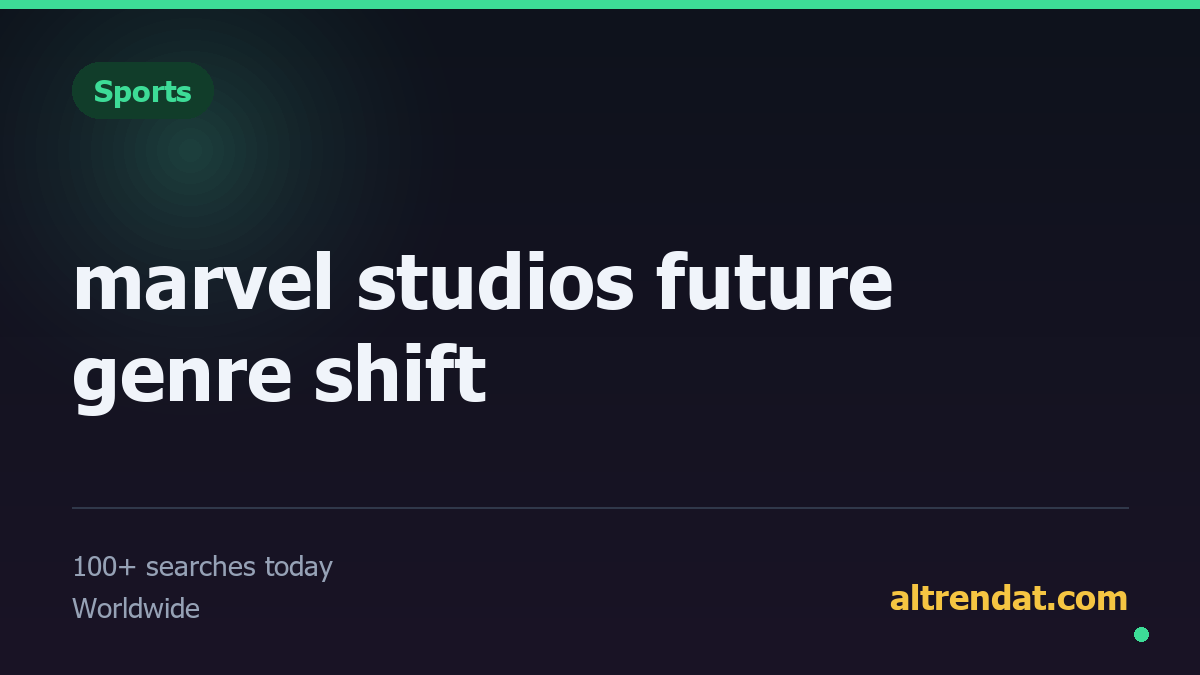 Sports
marvel studios future
genre shift
100+ searches today
Worldwide
altrendat.com